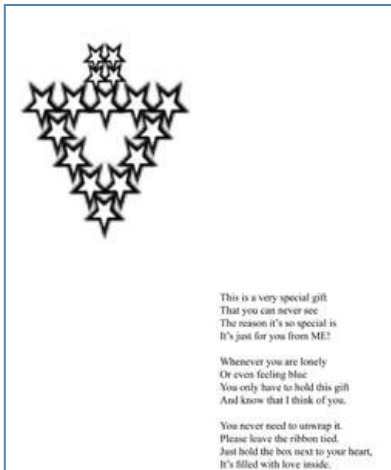 This is a very special gift
That you can never see
The reason it's so special is
It's just for you from ME!
Whenever you are lonely
Or even feeling blue
You only have to hold this gift
And know that I think of you.
You never need to unwrap it.
Please leave the ribbon tied.
Just hold the box next to your heart,
It's filled with love inside.